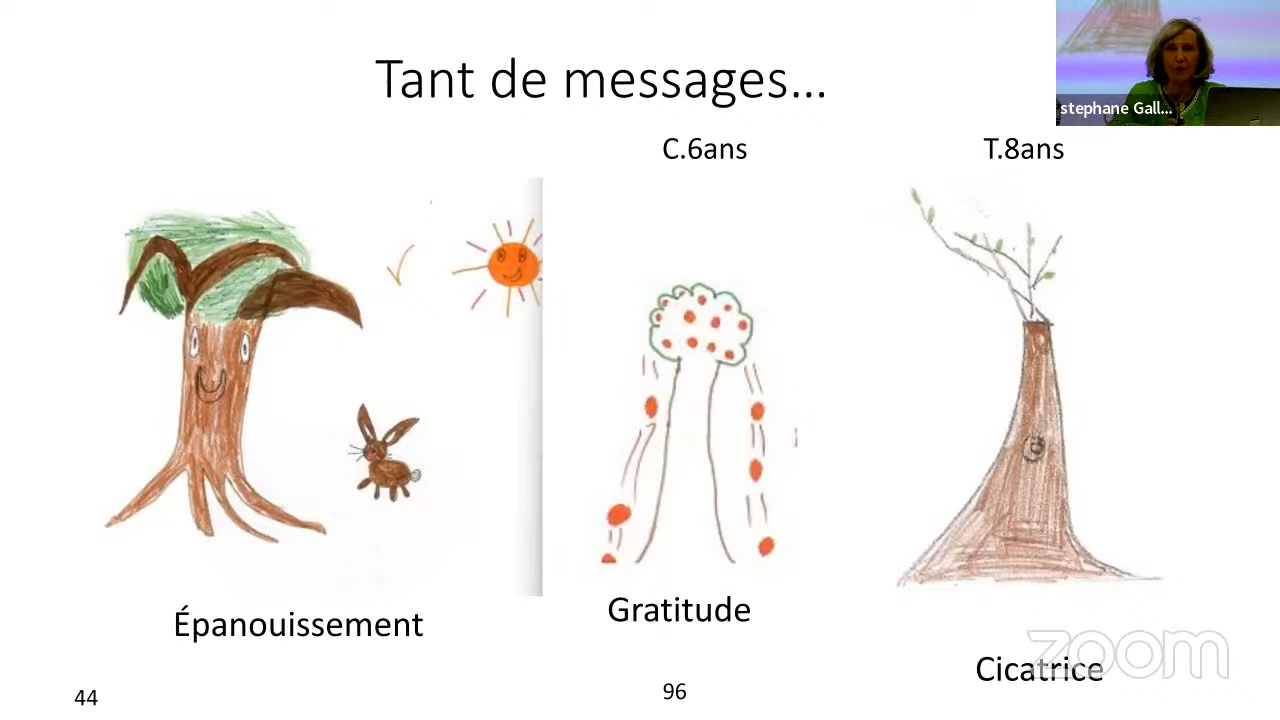 Tant de messages...
stephane Gall...
C.6ans
T.8ans
Épanouissement
Gratitude
Cicatrice
zoom
44
96